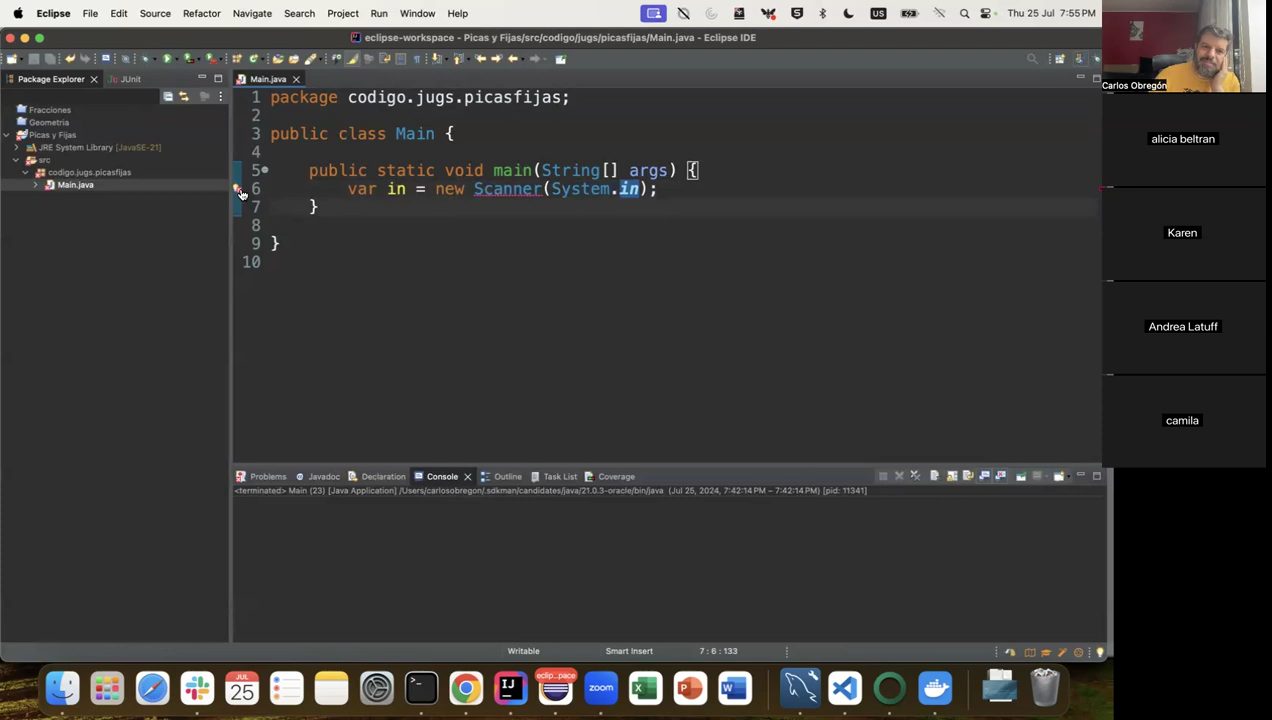 Eclipse File Edit Source Refactor Navigate Search Project Run Window Help US Thu 25 Jul 7:55 PM
eclipse-workspace - Picas y Fijas/src/codigo/jugs/picasfijas/Main.java - Eclipse IDE
Package Explorer JUnit
Main.java
Fracciones
Geometria
Picas y Fijas
JRE System Library [JavaSE-21]
src
codigo.jugs.picasfijas
Main.java
1 package codigo.jugs.picasfijas;
2
3 public class Main {
4
5 public static void main(String[] args) {
6 var in = new Scanner(System.in);
7 }
8
9 }
10
Problems Javadoc Declaration Console Outline Task List Coverage
<terminated> Main (23) [Java Application] /Users/carlosobregon/.sdkman/candidates/java/21.0.3-oracle/bin/java (Jul 25, 2024, 7:42:14 PM – 7:42:14 PM) [pid: 11341]
Writable Smart Insert 7 : 6 : 133
Carlos Obregón
alicia beltran
Karen
Andrea Latuff
camila
JUL
25
>_
IJ
eclip...pace
zoom
X
P
W